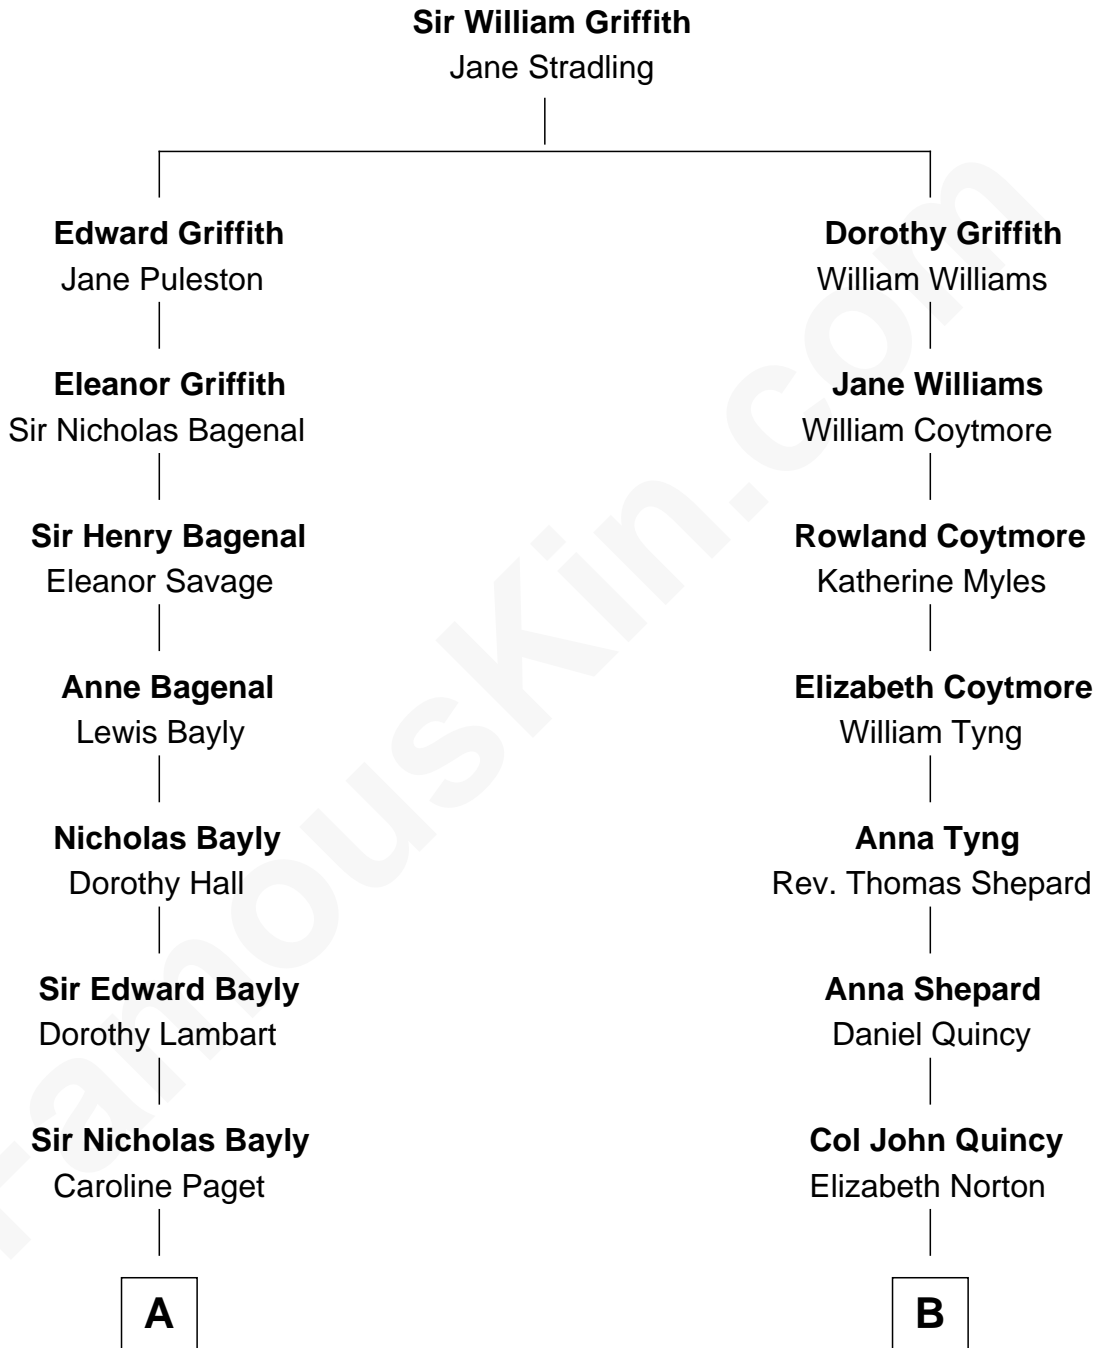 Sir William Griffith
Jane Stradling
Edward Griffith
Jane Puleston
Dorothy Griffith
William Williams
Eleanor Griffith
Sir Nicholas Bagenal
Jane Williams
William Coytmore
Sir Henry Bagenal
Eleanor Savage
Rowland Coytmore
Katherine Myles
Anne Bagenal
Lewis Bayly
Elizabeth Coytmore
William Tyng
Nicholas Bayly
Dorothy Hall
Anna Tyng
Rev. Thomas Shepard
Sir Edward Bayly
Dorothy Lambart
Anna Shepard
Daniel Quincy
Sir Nicholas Bayly
Caroline Paget
Col John Quincy
Elizabeth Norton
A
B
FamousKin.com